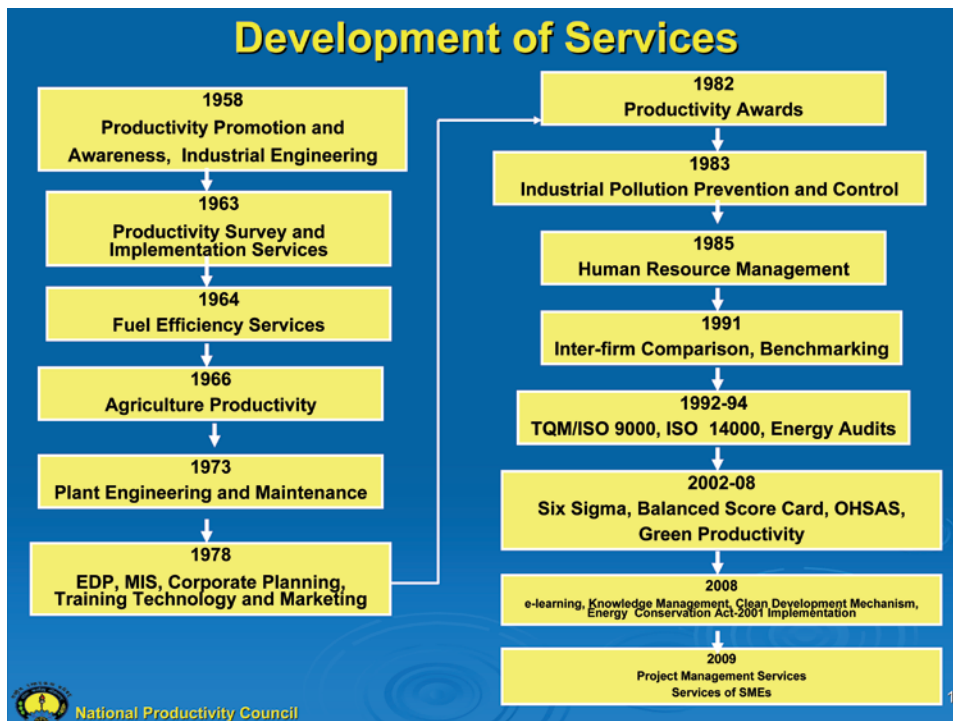 Development of Services
1958
Productivity Promotion and
Awareness, Industrial Engineering
1963
Productivity Survey and
Implementation Services
1964
Fuel Efficiency Services
1966
Agriculture Productivity
1973
Plant Engineering and Maintenance
1978
EDP, MIS, Corporate Planning,
Training Technology and Marketing
1982
Productivity Awards
1983
Industrial Pollution Prevention and Control
1985
Human Resource Management
1991
Inter-firm Comparison, Benchmarking
1992-94
TQM/ISO 9000, ISO 14000, Energy Audits
2002-08
Six Sigma, Balanced Score Card, OHSAS,
Green Productivity
2008
e-learning, Knowledge Management, Clean Development Mechanism,
Energy Conservation Act-2001 Implementation
2009
Project Management Services
Services of SMEs
National Productivity Council